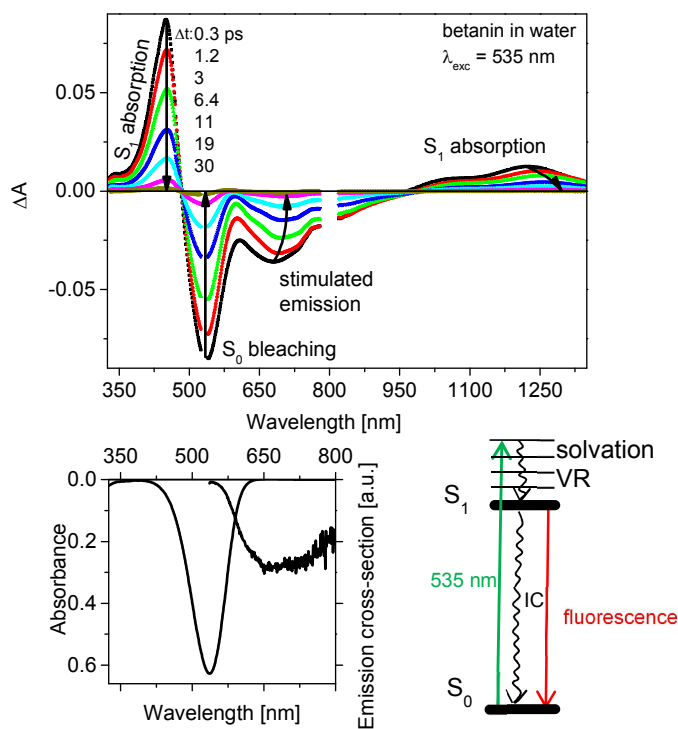 betanin in water
λexc = 535 nm
Δt: 0.3 ps
1.2
3
6.4
11
19
30
S1 absorption
S1 absorption
stimulated
emission
S0 bleaching
ΔA
0.05
0.00
-0.05
325 500 650 800 950 1100 1250
Wavelength [nm]
325 500 650 800
0.0
0.2
0.4
0.6
Absorbance
Emission cross-section [a.u.]
Wavelength [nm]
solvation
VR
S1
535 nm
IC
fluorescence
S0